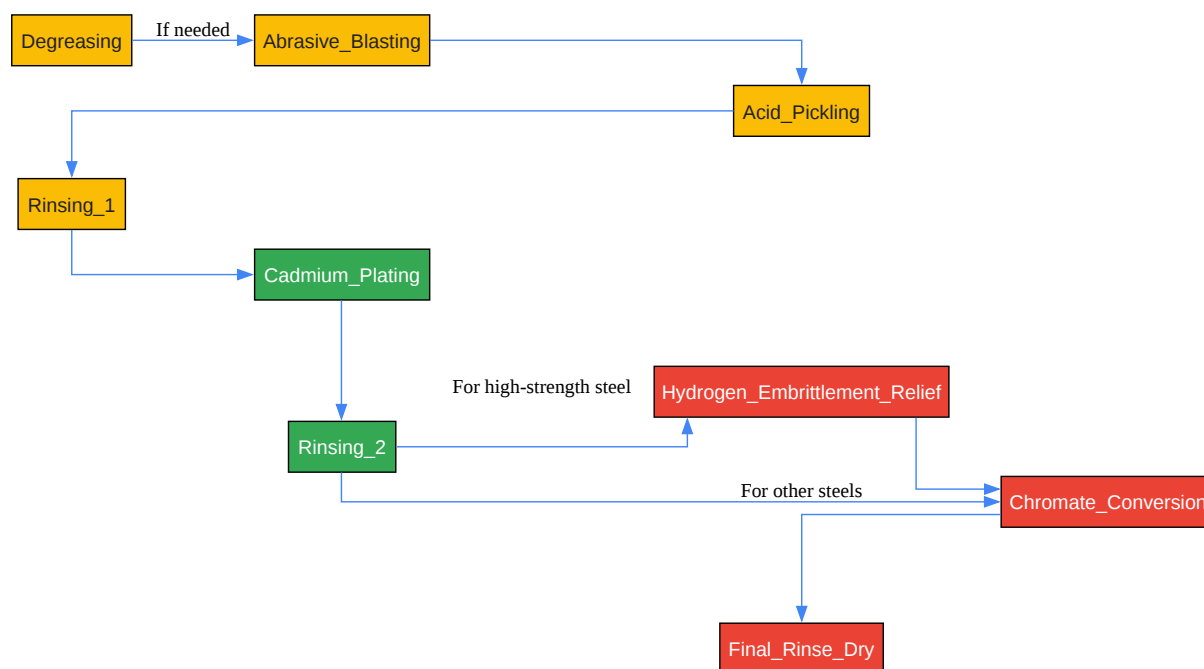 Degreasing
If needed
Abrasive_Blasting
Acid_Pickling
Rinsing_1
Cadmium_Plating
For high-strength steel
Hydrogen_Embrittlement_Relief
Rinsing_2
For other steels
Chromate_Conversion
Final_Rinse_Dry